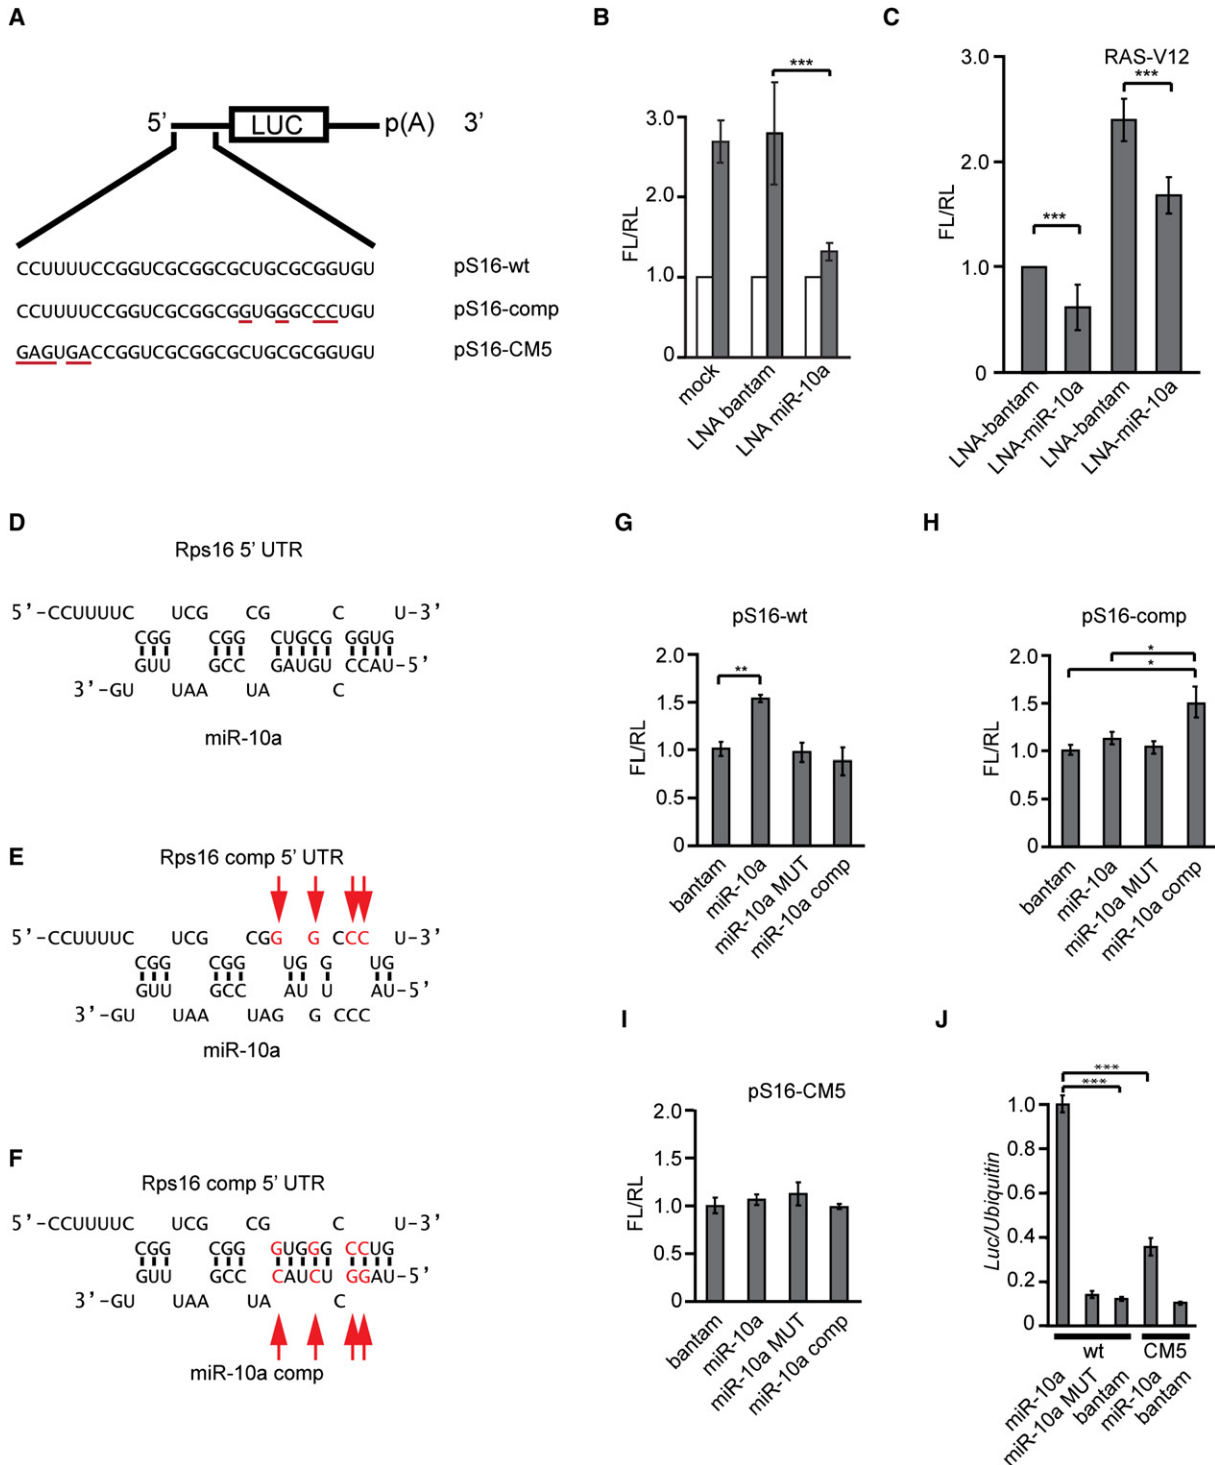 A
5' LUC p(A) 3'
CCUUUUCCGGUCGCGGCGCUGCGCGGUGU pS16-wt
CCUUUUCCGGUCGCGGCGGUGGGCCCUGU pS16-comp
GAGUGACCGGUCGCGGCGCUGCGCGGUGU pS16-CM5
B
***
3.0
2.0
1.0
0
FL/RL
mock
LNA bantam
LNA miR-10a
C
RAS-V12
***
***
3.0
2.0
1.0
0
FL/RL
LNA-bantam
LNA-miR-10a
LNA-bantam
LNA-miR-10a
D
Rps16 5' UTR
5'-CCUUUUC UCG CG C U-3'
CGG CGG CUGCG GGUG
GUU GCC GAUGU CCAU-5'
3'-GU UAA UA C
miR-10a
E
Rps16 comp 5' UTR
5'-CCUUUUC UCG CGG G CCC U-3'
CGG CGG UG G UG
GUU GCC AU U AU-5'
3'-GU UAA UAG G CCC
miR-10a
F
Rps16 comp 5' UTR
5'-CCUUUUC UCG CG C U-3'
CGG CGG GUGGG CCUG
GUU GCC CAUCU GGAU-5'
3'-GU UAA UA C
miR-10a comp
G
pS16-wt
**
2.0
1.5
1.0
0.5
0
FL/RL
bantam
miR-10a
miR-10a MUT
miR-10a comp
H
pS16-comp
*
*
2.0
1.5
1.0
0.5
0
FL/RL
bantam
miR-10a
miR-10a MUT
miR-10a comp
I
pS16-CM5
2.0
1.5
1.0
0.5
0
FL/RL
bantam
miR-10a
miR-10a MUT
miR-10a comp
J
***
***
1.0
0.8
0.6
0.4
0.2
0
Luc/Ubiquitin
wt CM5
miR-10a
miR-10a MUT
bantam
miR-10a
bantam